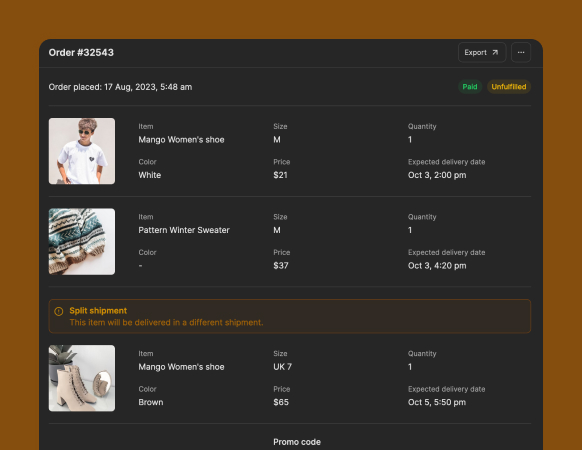 Order #32543
Export
Order placed: 17 Aug, 2023, 5:48 am
Paid
Unfulfilled
Item
Size
Quantity
Mango Women's shoe
M
1
Color
Price
Expected delivery date
White
$21
Oct 3, 2:00 pm
Item
Size
Quantity
Pattern Winter Sweater
M
1
Color
Price
Expected delivery date
-
$37
Oct 3, 4:20 pm
Split shipment
This item will be delivered in a different shipment.
Item
Size
Quantity
Mango Women's shoe
UK 7
1
Color
Price
Expected delivery date
Brown
$65
Oct 5, 5:50 pm
Promo code